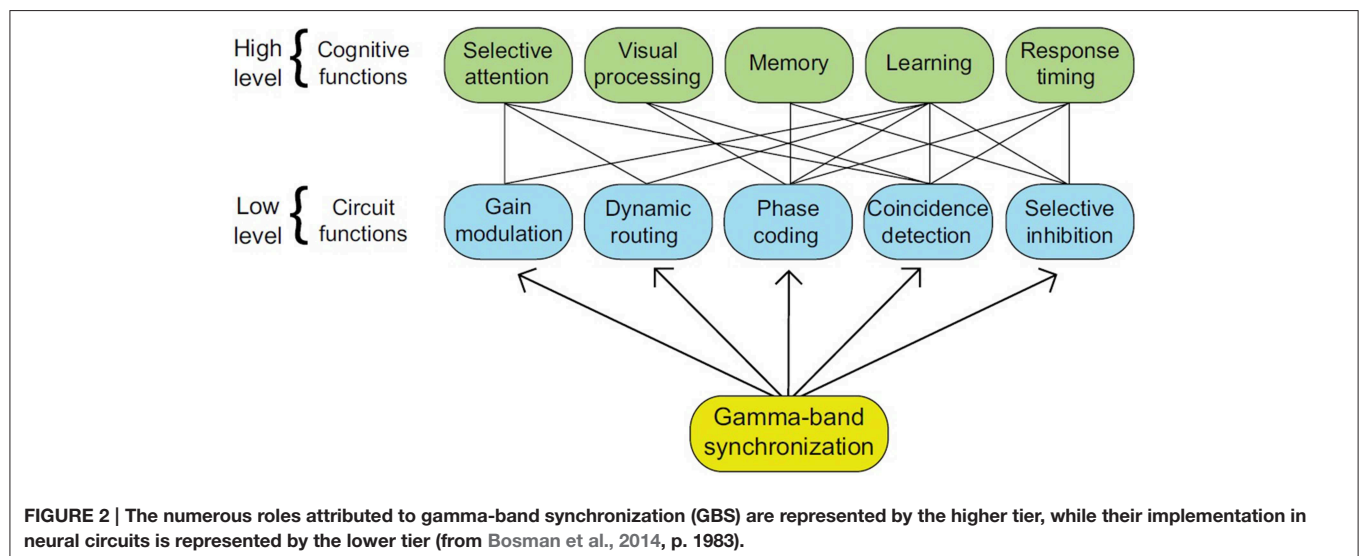 High level { Cognitive functions
Selective attention
Visual processing
Memory
Learning
Response timing
Low level { Circuit functions
Gain modulation
Dynamic routing
Phase coding
Coincidence detection
Selective inhibition
Gamma-band synchronization
FIGURE 2 | The numerous roles attributed to gamma-band synchronization (GBS) are represented by the higher tier, while their implementation in
neural circuits is represented by the lower tier (from Bosman et al., 2014, p. 1983).